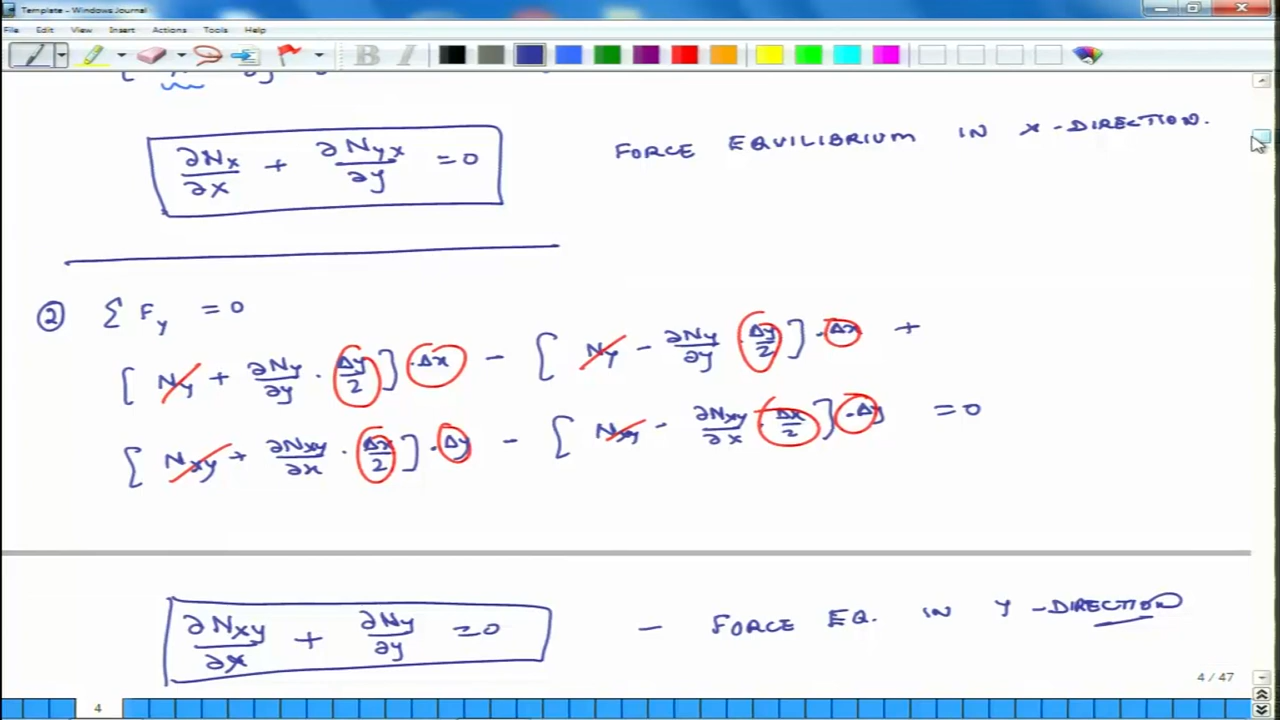 Template - Windows Journal
File Edit View Insert Actions Tools Help
B I
∂Nx/∂x + ∂Nyx/∂y = 0 FORCE EQUILIBRIUM IN X-DIRECTION.
② Σ Fy = 0
[ Ny + ∂Ny/∂y · Δy/2 ] · Δx - [ Ny - ∂Ny/∂y · Δy/2 ] · Δx +
[ Nxy + ∂Nxy/∂x · Δx/2 ] · Δy - [ Nxy - ∂Nxy/∂x · Δx/2 ] · Δy = 0
∂Nxy/∂x + ∂Ny/∂y = 0 - FORCE EQ. IN Y-DIRECTION
4 / 47
4